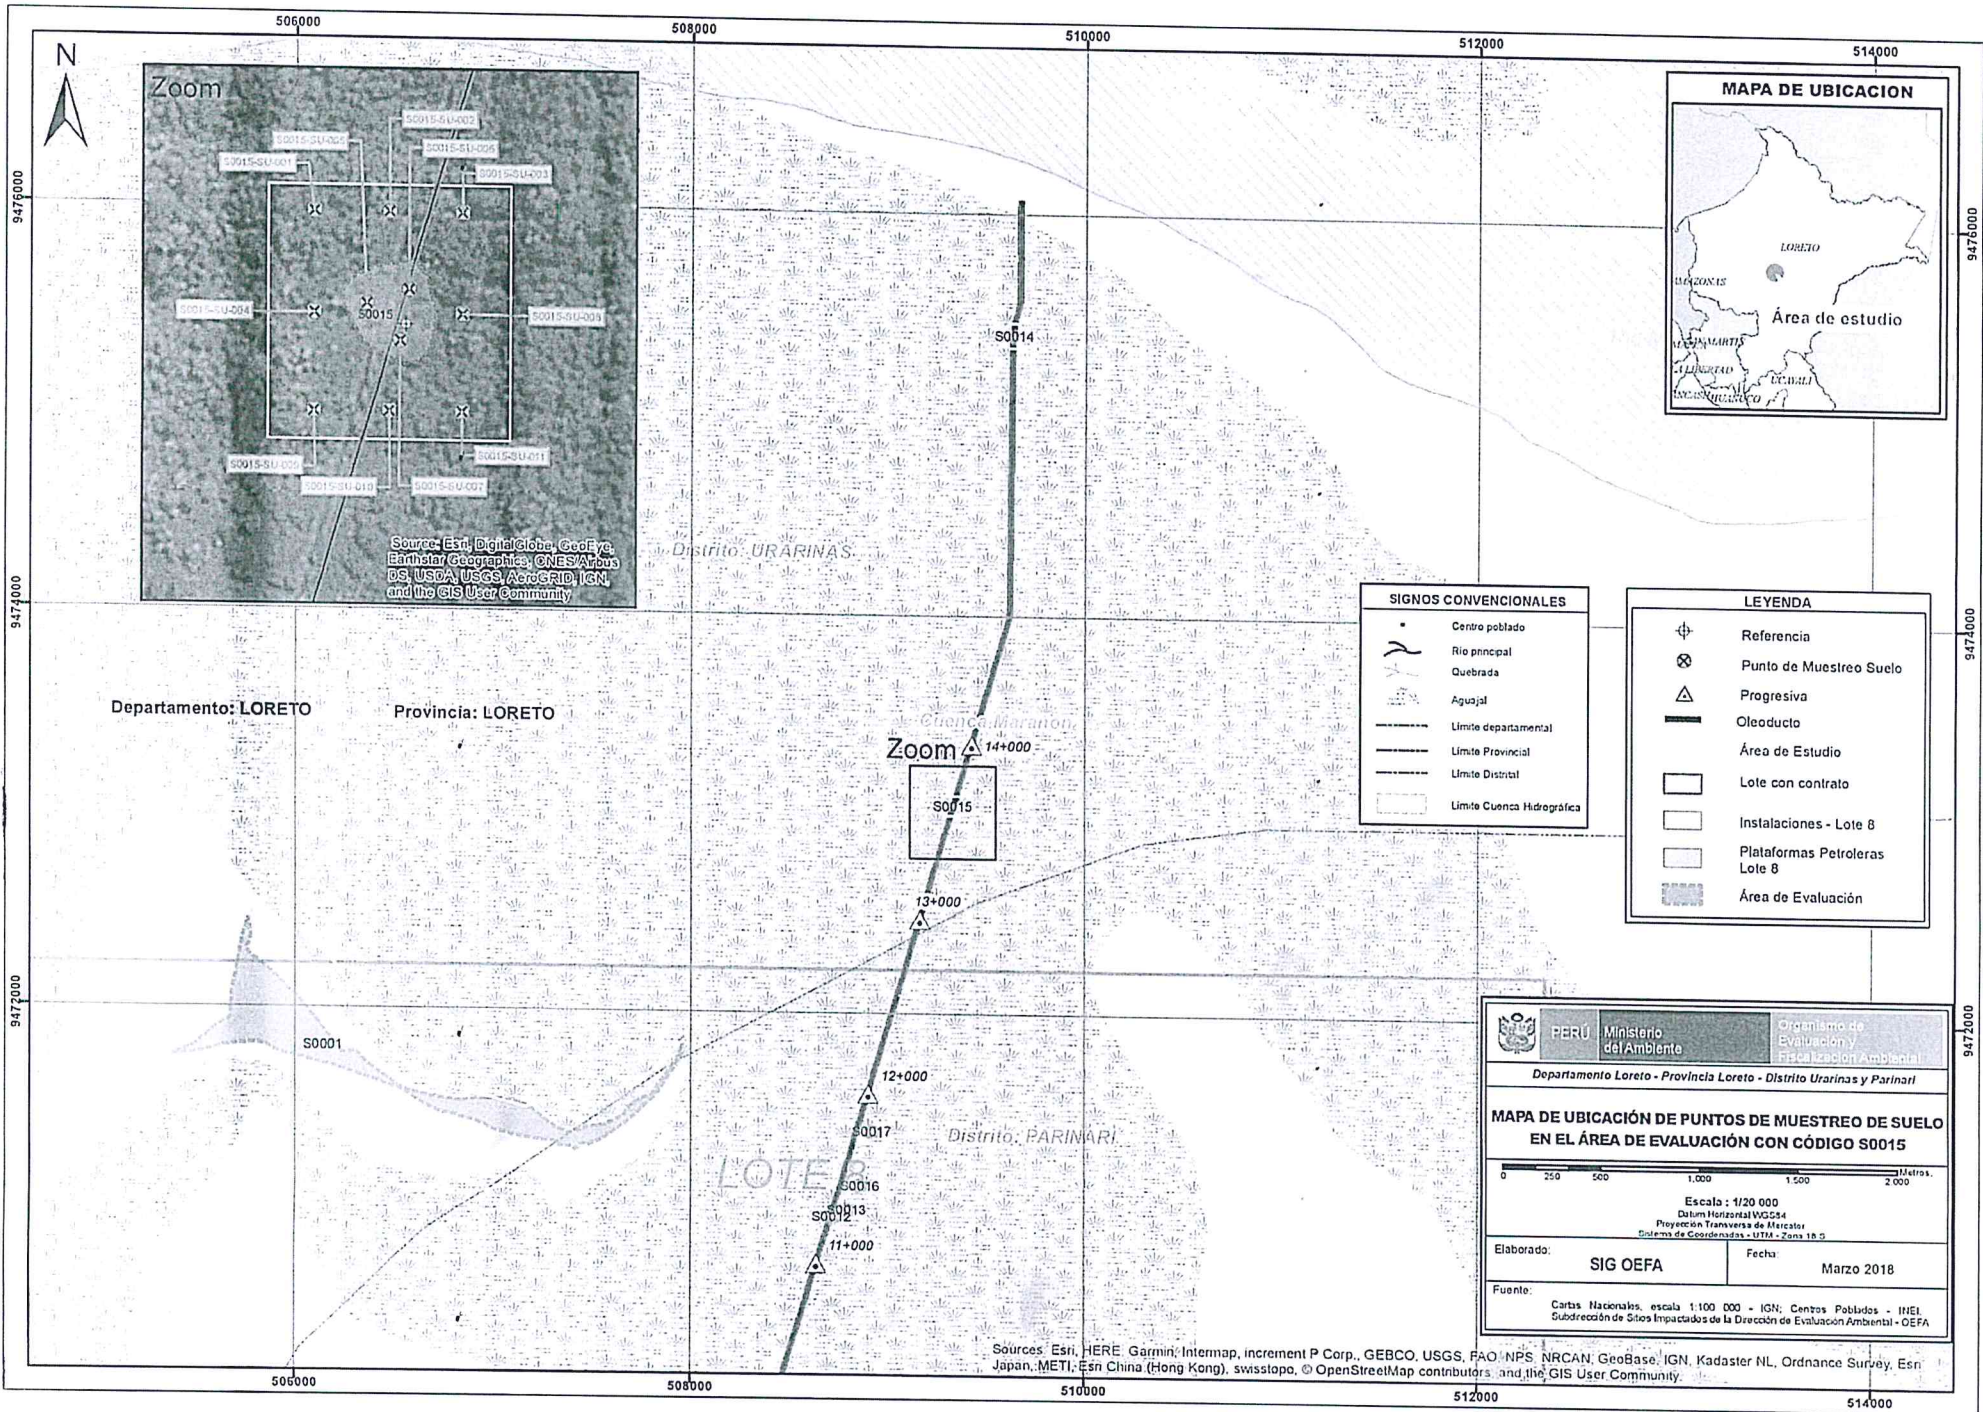 506000
508000
510000
512000
514000
N
Zoom
S0015-SU-002
S0015-SU-005
S0015-SU-006
S0015-SU-001
S0015-SU-003
S0015-SU-004
S0015
S0015-SU-008
S0015-SU-009
S0015-SU-011
S0015-SU-010
S0015-SU-007
Source: Esri, DigitalGlobe, GeoEye,
Earthstar Geographics, CNES/Airbus
DS, USDA, USGS, AeroGRID, IGN,
and the GIS User Community
MAPA DE UBICACION
LORETO
AMAZONAS
Área de estudio
UCAYALI
HUANUCO
9476000
9476000
S0014
Distrito: URARINAS
9474000
9474000
Departamento: LORETO
Provincia: LORETO
Cuenca Marañon
Zoom
14+000
S0015
13+000
SIGNOS CONVENCIONALES
Centro poblado
Rio principal
Quebrada
Aguajal
Límite departamental
Límite Provincial
Límite Distrital
Límite Cuenca Hidrográfica
LEYENDA
Referencia
Punto de Muestreo Suelo
Progresiva
Oleoducto
Área de Estudio
Lote con contrato
Instalaciones - Lote 8
Plataformas Petroleras
Lote 8
Área de Evaluación
9472000
9472000
S0001
12+000
S0017
Distrito: PARINARI
LOTE 8
S0016
S0013
S0012
11+000
PERÚ
Ministerio
del Ambiente
Organismo de
Evaluación y
Fiscalización Ambiental
Departamento Loreto - Provincia Loreto - Distrito Urarinas y Parinari
MAPA DE UBICACIÓN DE PUNTOS DE MUESTREO DE SUELO
EN EL ÁREA DE EVALUACIÓN CON CÓDIGO S0015
0 250 500 1.000 1.500 2.000 Metros.
Escala : 1/20 000
Datum Horizontal WGS84
Proyección Transversa de Mercator
Sistema de Coordenadas - UTM - Zona 18 S
Elaborado:
SIG OEFA
Fecha:
Marzo 2018
Fuente:
Cartas Nacionales, escala 1:100 000 - IGN; Centros Poblados - INEI,
Subdirección de Sitios Impactados de la Dirección de Evaluación Ambiental - OEFA
Sources: Esri, HERE, Garmin, Intermap, increment P Corp., GEBCO, USGS, FAO, NPS, NRCAN, GeoBase, IGN, Kadaster NL, Ordnance Survey, Esri
Japan, METI, Esri China (Hong Kong), swisstopo, © OpenStreetMap contributors, and the GIS User Community
506000
508000
510000
512000
514000